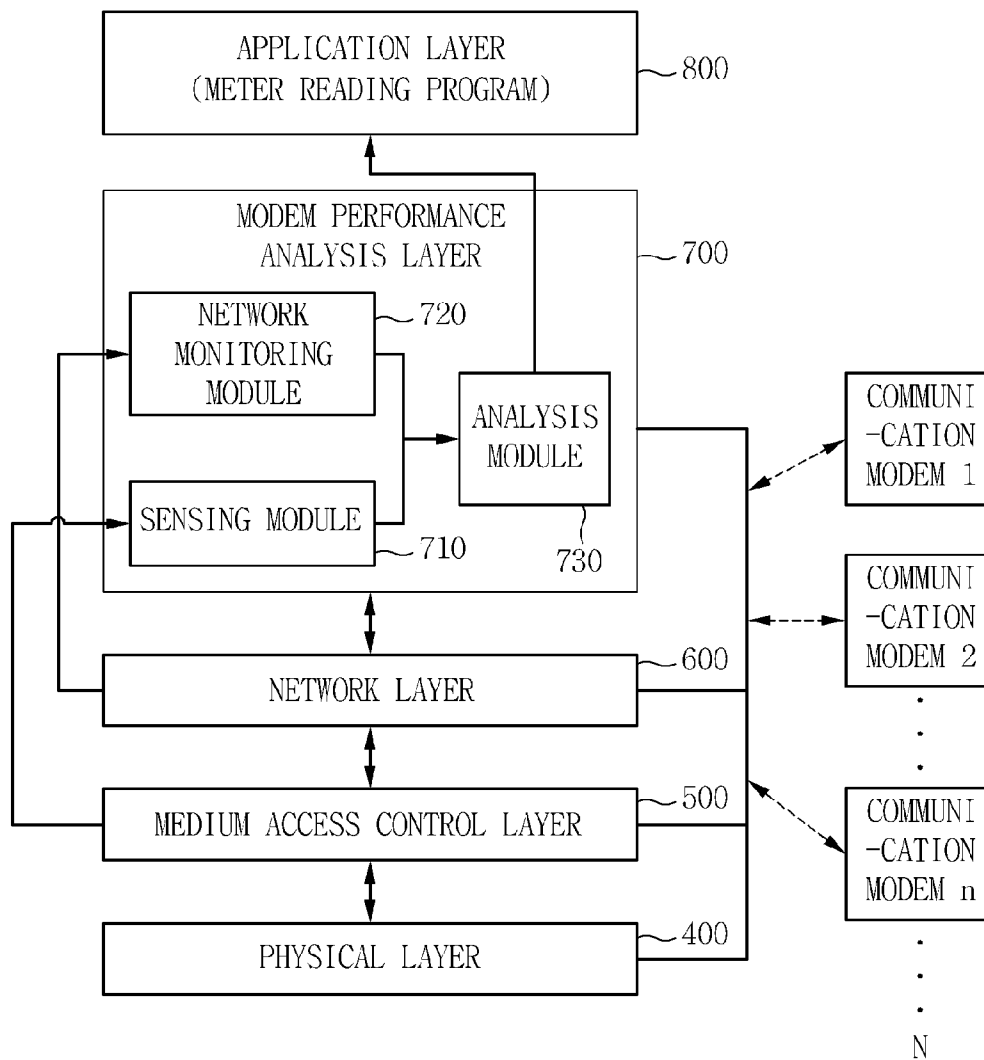 APPLICATION LAYER
(METER READING PROGRAM)
800
MODEM PERFORMANCE
ANALYSIS LAYER
700
NETWORK
MONITORING
MODULE
720
ANALYSIS
MODULE
730
SENSING MODULE
710
COMMUNI
-CATION
MODEM 1
COMMUNI
-CATION
MODEM 2
NETWORK LAYER
600
MEDIUM ACCESS CONTROL LAYER
500
COMMUNI
-CATION
MODEM n
PHYSICAL LAYER
400
N